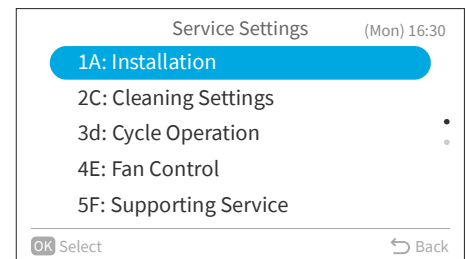 Service Settings (Mon) 16:30
1A: Installation
2C: Cleaning Settings
3d: Cycle Operation
4E: Fan Control
5F: Supporting Service
OK Select Back